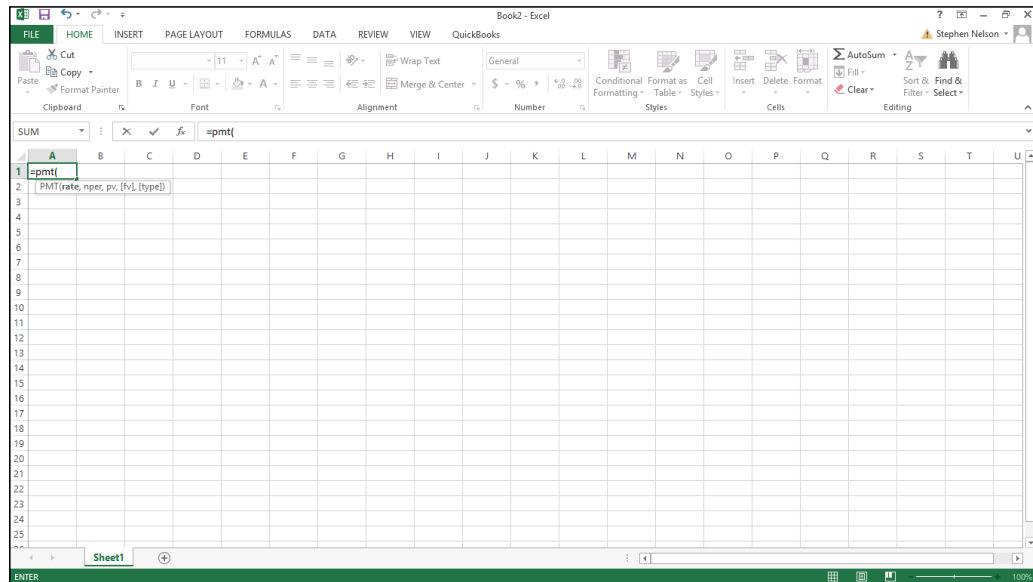 Book2 - Excel
FILE HOME INSERT PAGE LAYOUT FORMULAS DATA REVIEW VIEW QuickBooks Stephen Nelson
Paste
Cut
Copy
Format Painter
Clipboard
11 A A
B I U A
Font
Wrap Text
Merge & Center
Alignment
General
$ - % , .0 .00 .00 .0
Number
Conditional Formatting
Format as Table
Cell Styles
Styles
Insert Delete Format
Cells
AutoSum
Fill
Clear
Sort & Filter
Find & Select
Editing
SUM fx =pmt(
A B C D E F G H I J K L M N O P Q R S T U
1 =pmt(
2 PMT(rate, nper, pv, [fv], [type])
3
4
5
6
7
8
9
10
11
12
13
14
15
16
17
18
19
20
21
22
23
24
25
Sheet1
ENTER 100%